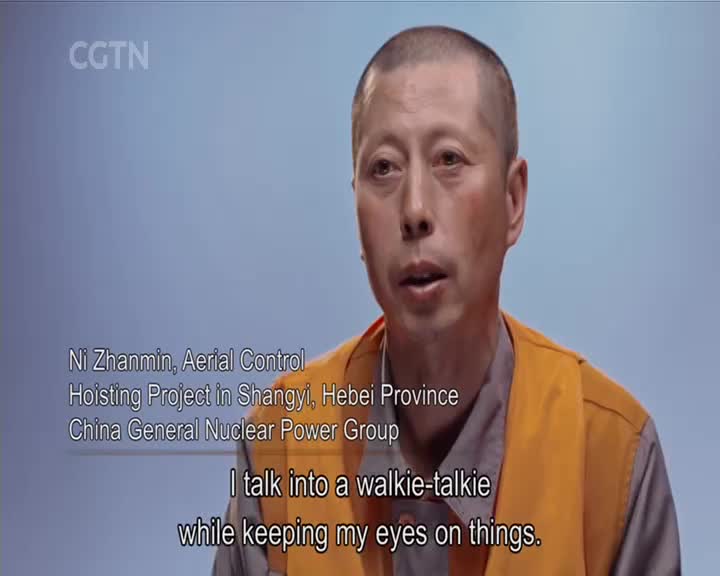 CGTN
Ni Zhanmin, Aerial Control
Hoisting Project in Shangyi, Hebei Province
China General Nuclear Power Group
I talk into a walkie-talkie
while keeping my eyes on things.